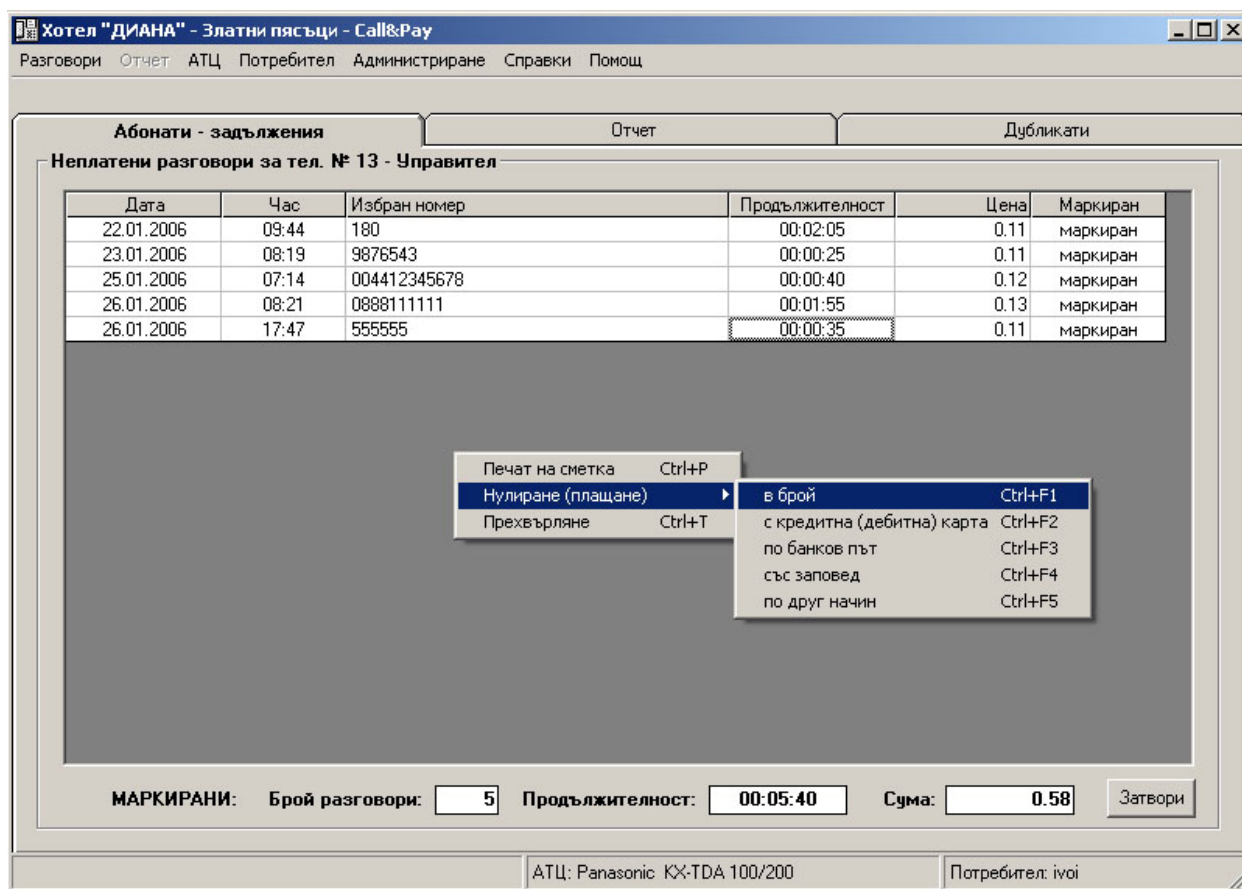 Хотел "ДИАНА" - Златни пясъци - Call&Pay
Разговори Отчет АТЦ Потребител Администриране Справки Помощ
Абонати - задължения Отчет Дубликати
Неплатени разговори за тел. № 13 - Управител
Дата Час Избран номер Продължителност Цена Маркиран
22.01.2006 09:44 180 00:02:05 0.11 маркиран
23.01.2006 08:19 9876543 00:00:25 0.11 маркиран
25.01.2006 07:14 004412345678 00:00:40 0.12 маркиран
26.01.2006 08:21 0888111111 00:01:55 0.13 маркиран
26.01.2006 17:47 555555 00:00:35 0.11 маркиран
Печат на сметка Ctrl+P
Нулиране (плащане)
Прехвърляне Ctrl+T
в брой Ctrl+F1
с кредитна (дебитна) карта Ctrl+F2
по банков път Ctrl+F3
със заповед Ctrl+F4
по друг начин Ctrl+F5
МАРКИРАНИ: Брой разговори: 5 Продължителност: 00:05:40 Сума: 0.58 Затвори
АТЦ: Panasonic KX-TDA 100/200 Потребител: ivoi